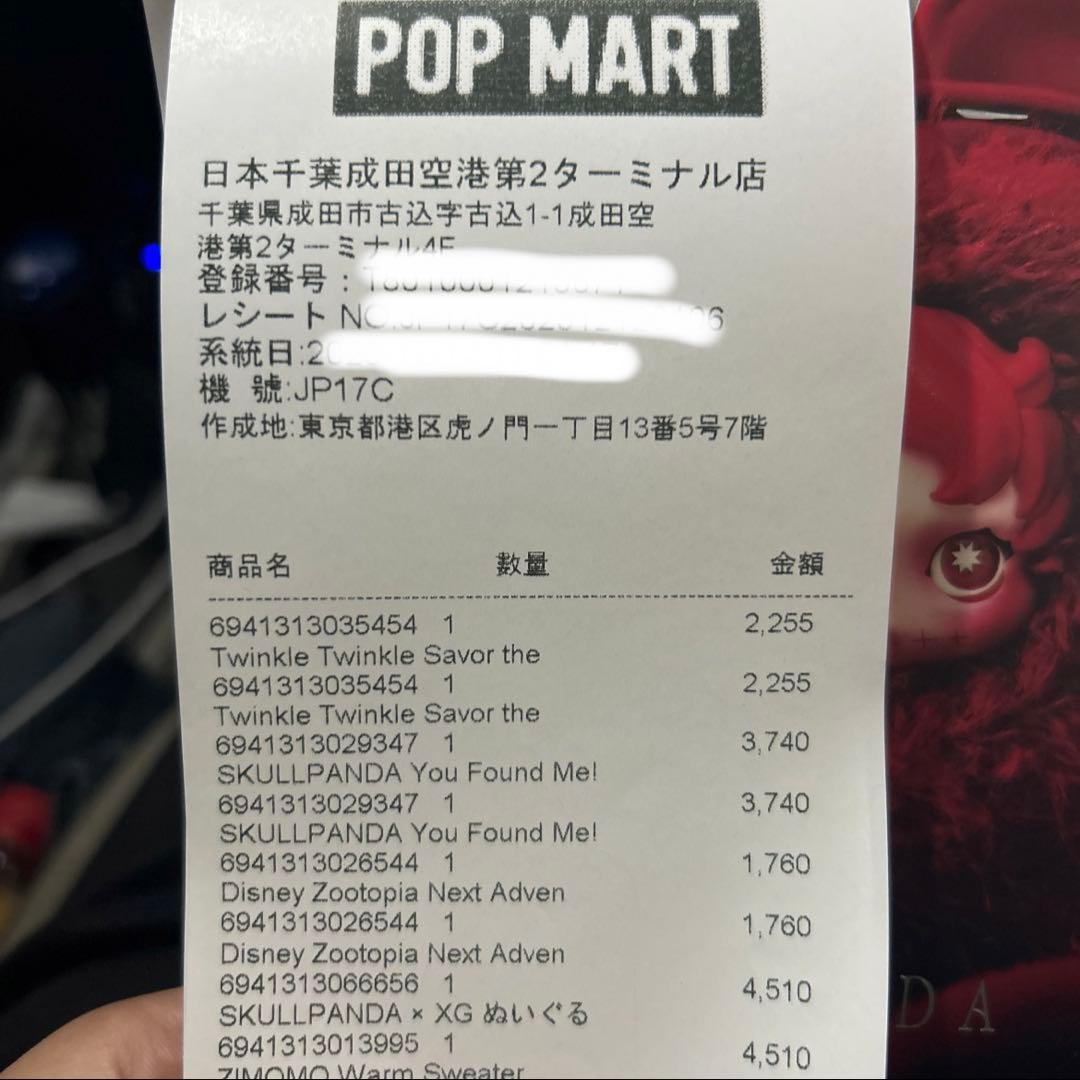 POP MART
日本千葉成田空港第2ターミナル店
千葉県成田市古込字古込1-1成田空
港第2ターミナル4F
登録番号:
レシート
系統日:
機 號:JP17C
作成地:東京都港区虎ノ門一丁目13番5号7階
商品名 数量 金額
6941313035454 1 2,255
Twinkle Twinkle Savor the
6941313035454 1 2,255
Twinkle Twinkle Savor the
6941313029347 1 3,740
SKULLPANDA You Found Me!
6941313029347 1 3,740
SKULLPANDA You Found Me!
6941313026544 1 1,760
Disney Zootopia Next Adven
6941313026544 1 1,760
Disney Zootopia Next Adven
6941313066656 1 4,510
SKULLPANDA × XG ぬいぐる
6941313013995 1 4,510
ZIMOMO Warm Sweater
DA